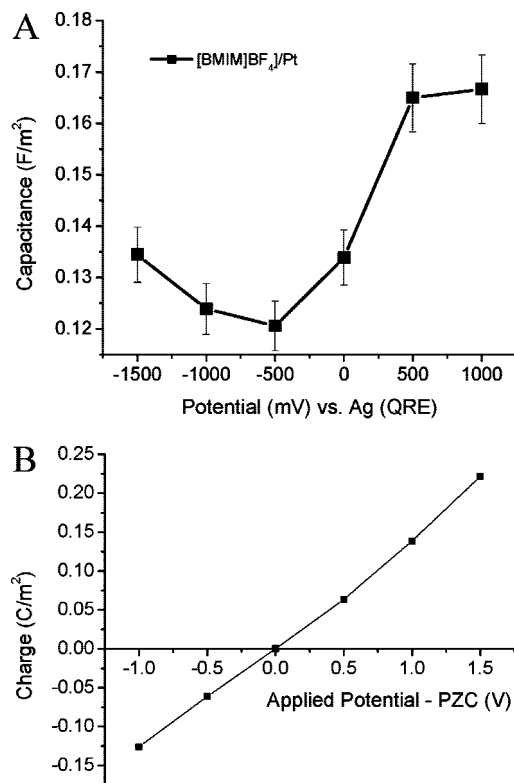 A
0.18
[BMIM]BF₄]/Pt
0.17
0.16
0.15
0.14
0.13
0.12
Capacitance (F/m²)
-1500 -1000 -500 0 500 1000
Potential (mV) vs. Ag (QRE)
B
0.25
0.20
0.15
0.10
0.05
0.00
-0.05
-0.10
-0.15
Charge (C/m²)
-1.0 -0.5 0.0 0.5 1.0 1.5
Applied Potential - PZC (V)